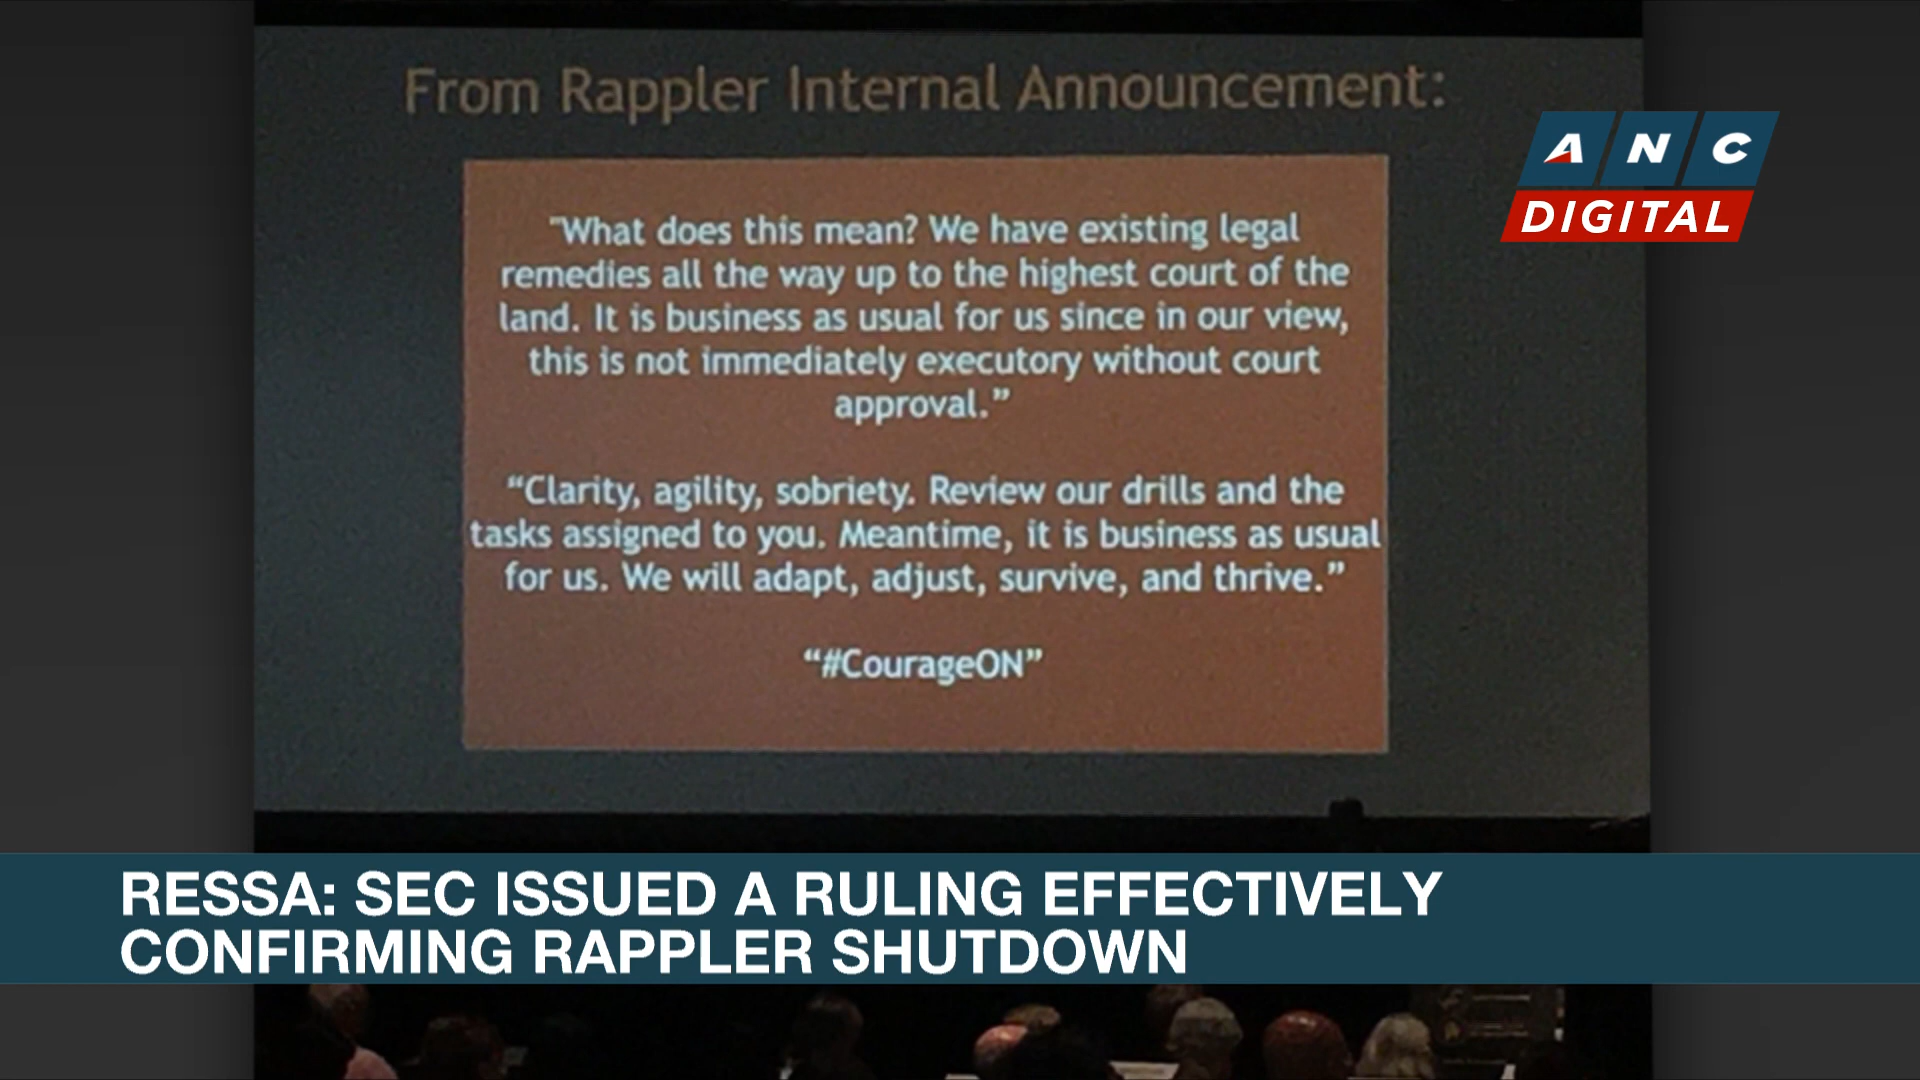 From Rappler Internal Announcement:
ANC
DIGITAL
"What does this mean? We have existing legal
remedies all the way up to the highest court of the
land. It is business as usual for us since in our view,
this is not immediately executory without court
approval.”
“Clarity, agility, sobriety. Review our drills and the
tasks assigned to you. Meantime, it is business as usual
for us. We will adapt, adjust, survive, and thrive.”
“#CourageON”
RESSA: SEC ISSUED A RULING EFFECTIVELY
CONFIRMING RAPPLER SHUTDOWN